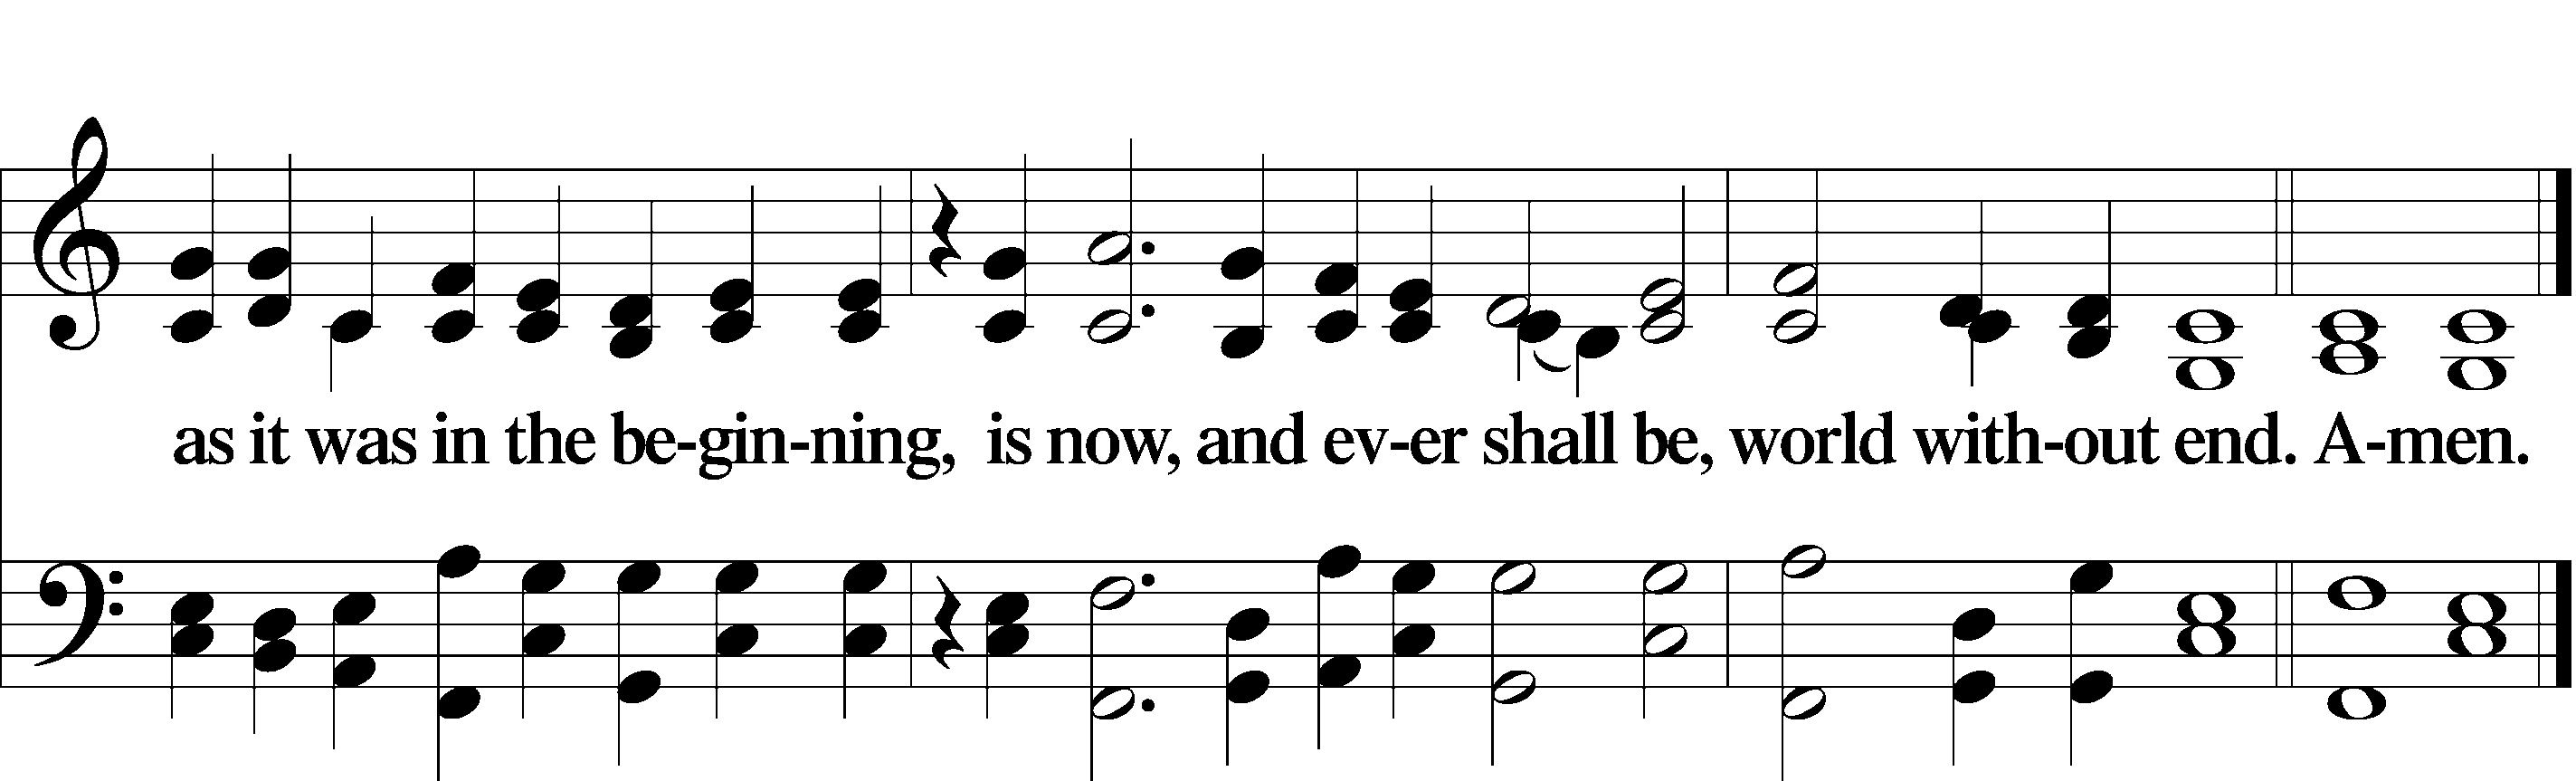 as it was in the be-gin-ning, is now, and ev-er shall be, world with-out end. A-men.